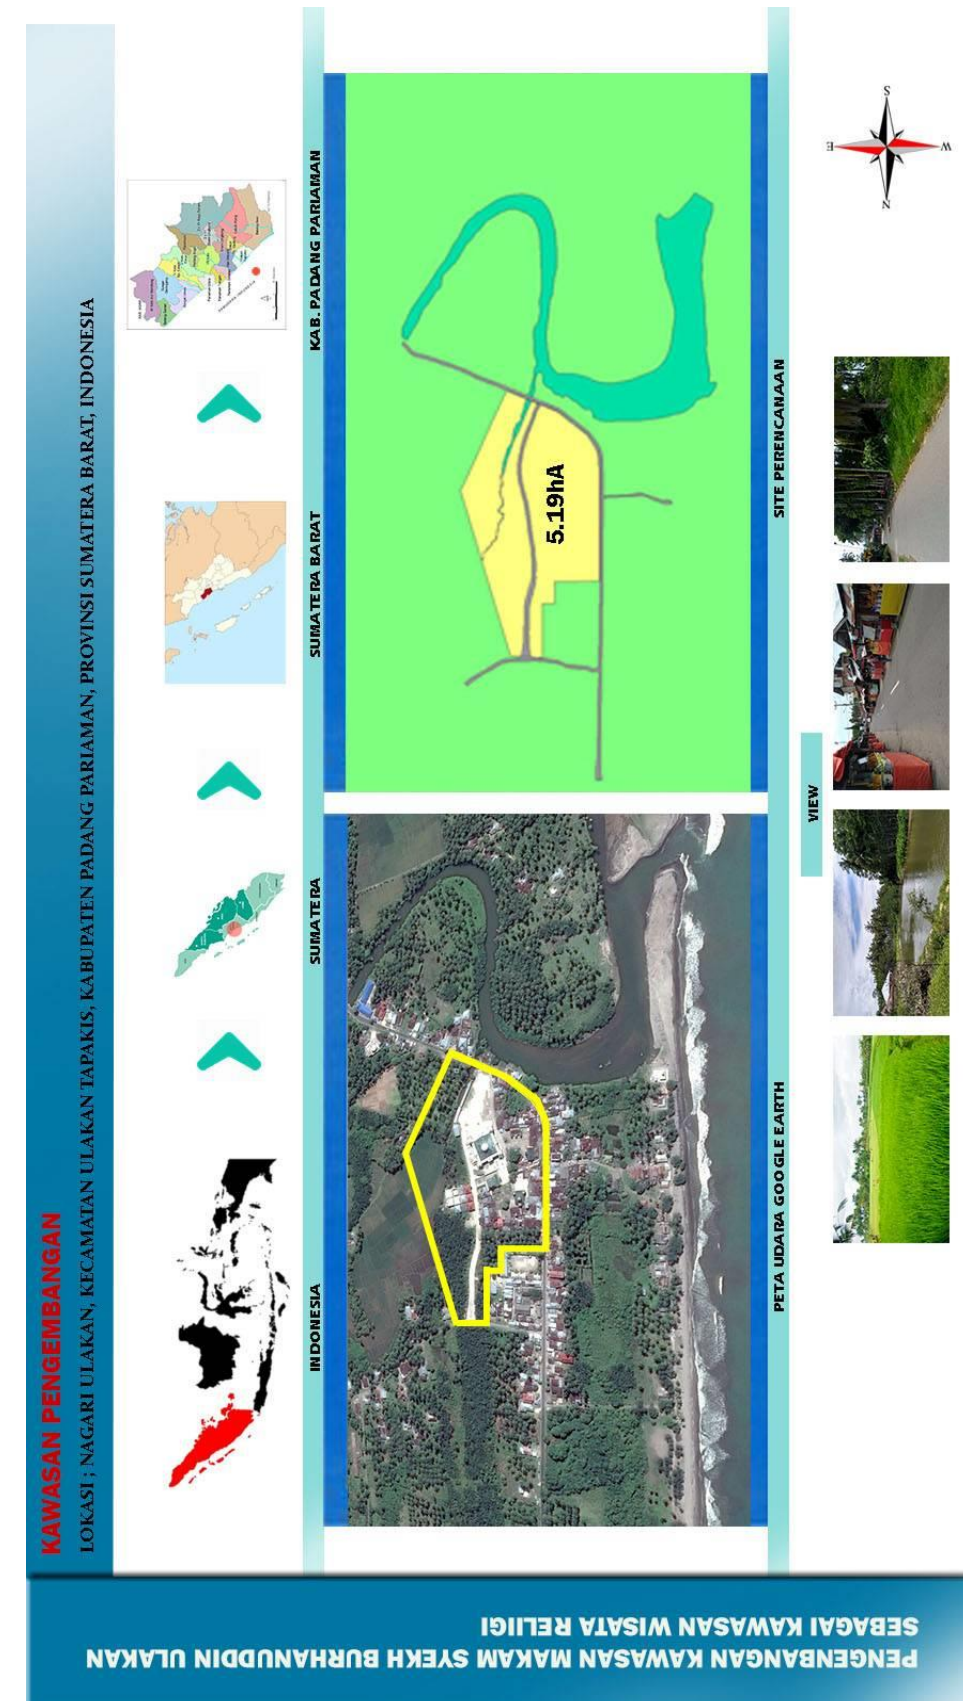 KAWASAN PENGEMBANGAN
LOKASI ; NAGARI ULAKAN, KECAMATAN ULAKAN TAPAKIS, KABUPATEN PADANG PARIAMAN, PROVINSI SUMATERA BARAT, INDONESIA
INDONESIA
SUMATERA
SUMATERA BARAT
KAB. PADANG PARIAMAN
5.19hA
PETA UDARA GOOGLE EARTH
SITE PERENCANAAN
VIEW
N
E
W
S
PENGENBANGAN KAWASAN MAKAM SYEKH BURHANUDDIN ULAKAN
SEBAGAI KAWASAN WISATA RELIIGI